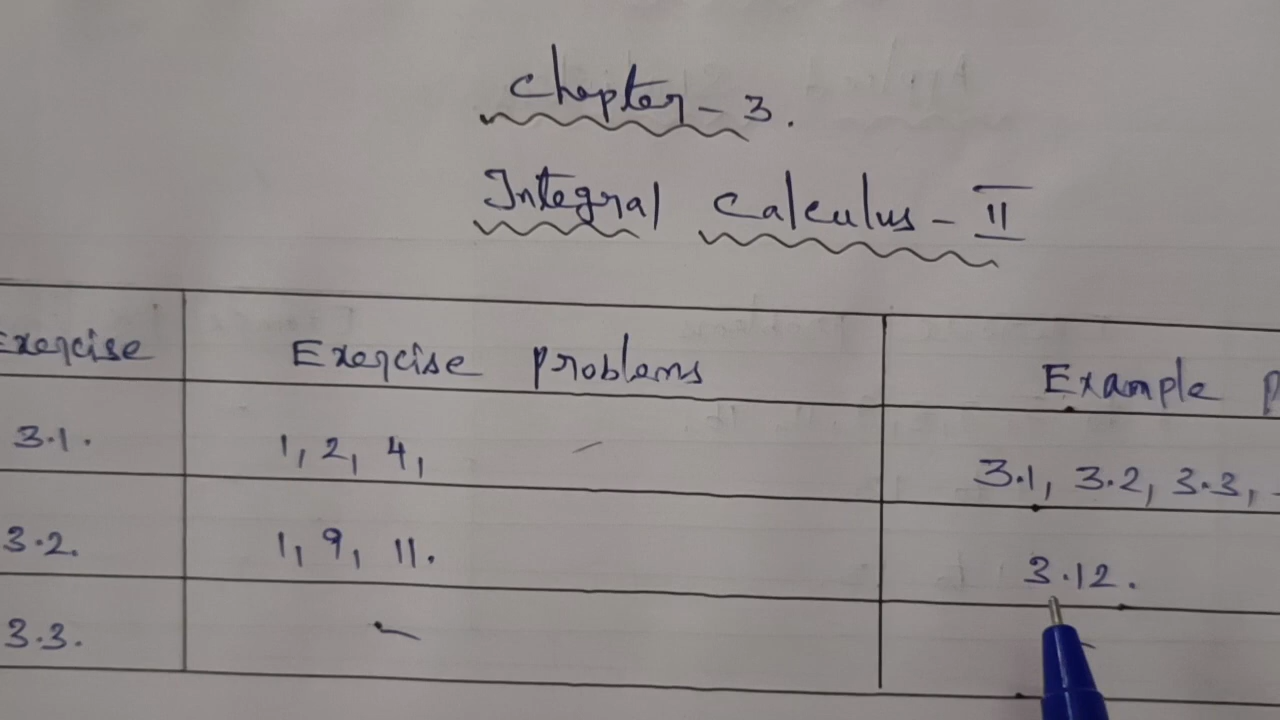 Chapter - 3.
Integral Calculus - II
Exercise Exercise problems Example
3.1. 1, 2, 4, - 3.1, 3.2, 3.3,
3.2. 1, 9, 11. 3.12.
3.3. -